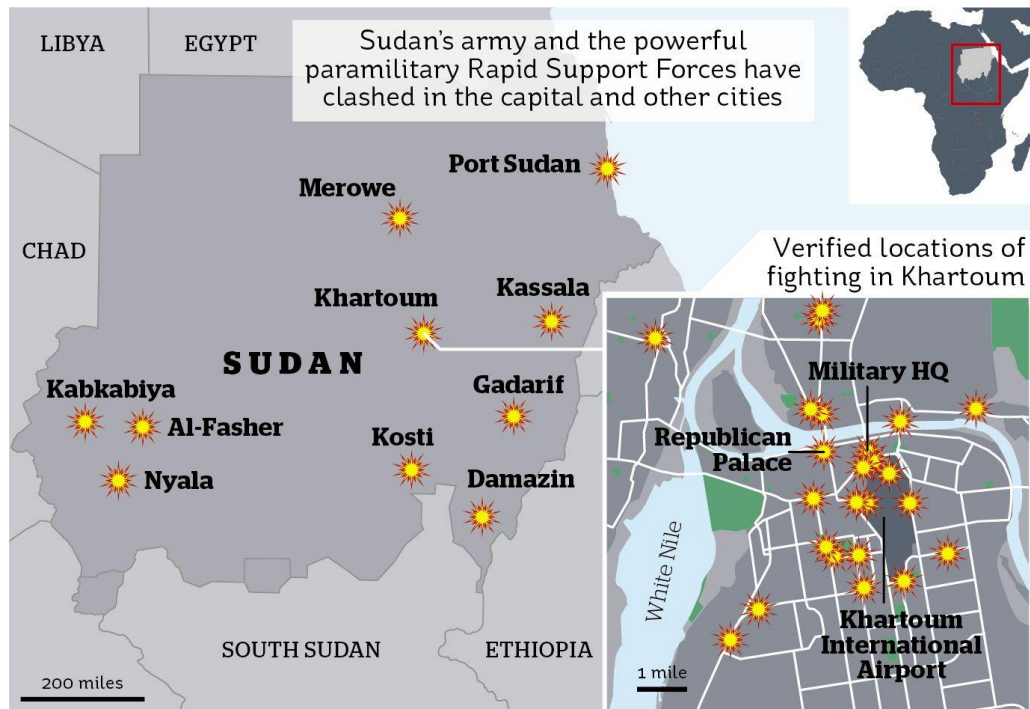 LIBYA
EGYPT
Sudan's army and the powerful
paramilitary Rapid Support Forces have
clashed in the capital and other cities
Port Sudan
Merowe
CHAD
Verified locations of
fighting in Khartoum
Khartoum
Kassala
SUDAN
Kabkabiya
Al-Fasher
Nyala
Gadarif
Kosti
Damazin
Military HQ
Republican
Palace
White Nile
Khartoum
International
Airport
SOUTH SUDAN
ETHIOPIA
200 miles
1 mile